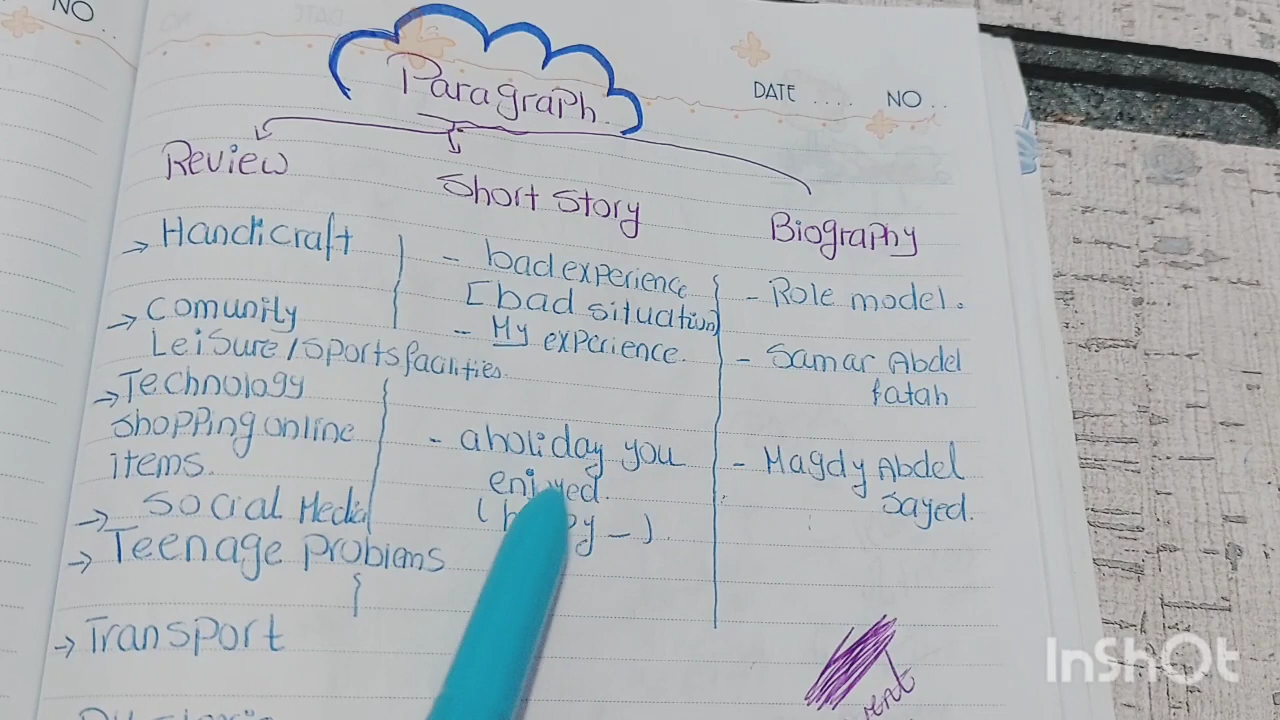 NO ..
DATE .... NO ..
Paragraph.
Review
Short Story
Biography
→ Handicraft
→ Comunity
Leisure / Sports facilities.
→ Technology
Shopping online
items.
→ Social Media
→ Teenage problems
→ Transport
- bad experience
[bad situation]
- My experience.
- a holiday you
enjoyed.
- Role model.
- Samar Abdel
fatah
- Magdy Abdel
Sayed.
InShOt